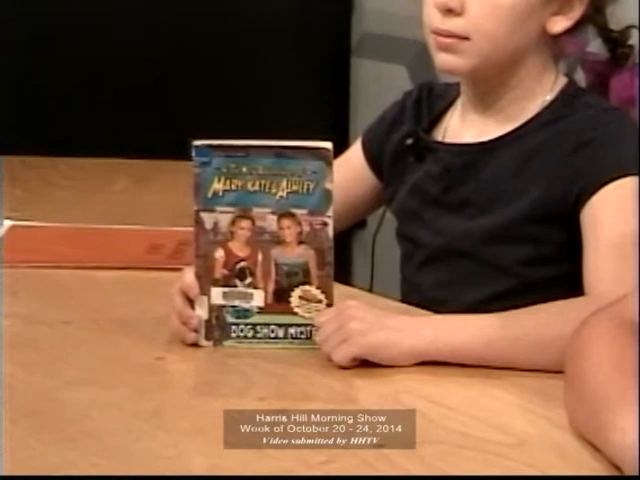 MARY-KATE & ASHLEY
DOG SHOW MYST
Harris Hill Morning Show
Week of October 20 - 24, 2014
Video submitted by HHTV